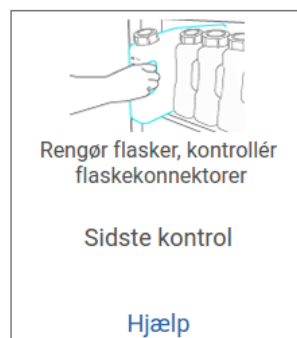 Rengør flasker, kontrollér
flaskekonnektorer
Sidste kontrol
Hjælp